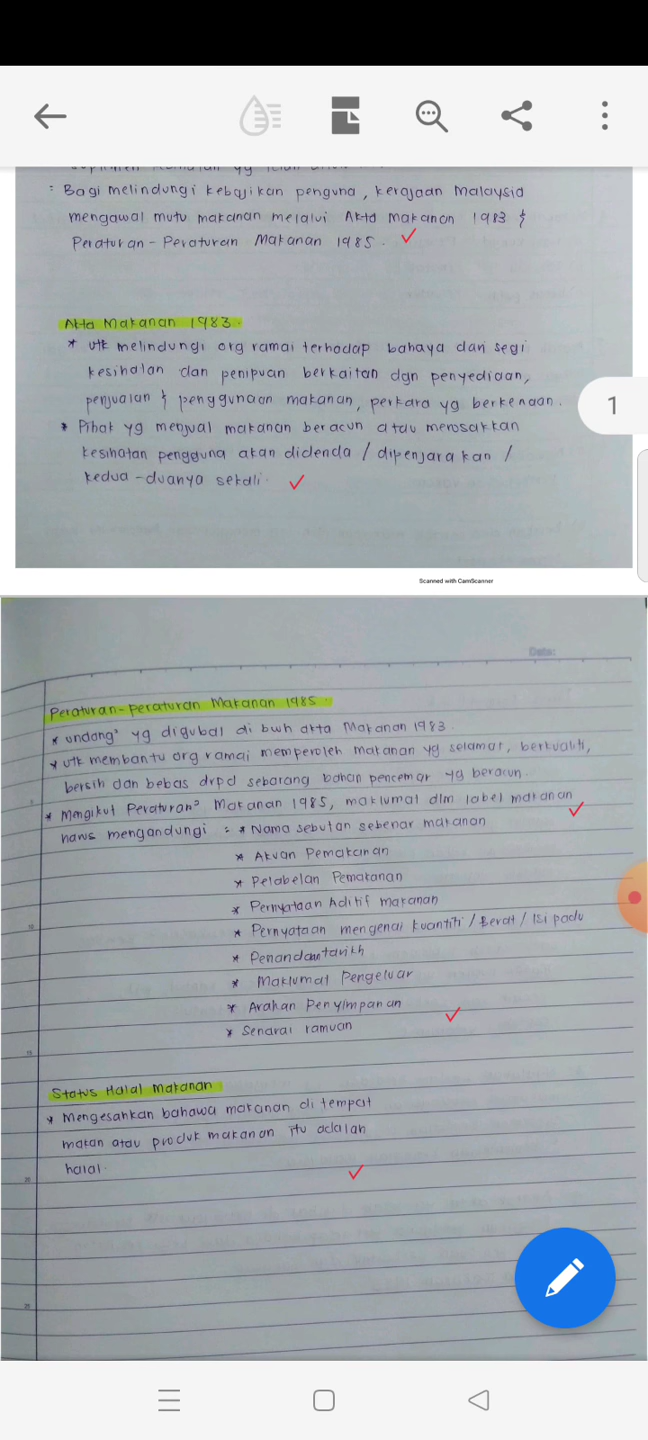 : Bagi melindungi kebajikan penguna, kerajaan Malaysia
mengawal mutu makanan melalui Akta makanan 1983 &
Peraturan-Peraturan Makanan 1985.
Akta Makanan 1983.
* utk melindungi org ramai terhadap bahaya dari segi
kesihatan dan penipuan berkaitan dgn penyediaan,
penjualan & penggunaan makanan, perkara yg berkenaan.
* Pihak yg menjual makanan beracun atau merosakkan
kesihatan pengguna akan didenda / dipenjarakan /
kedua-duanya sekali.
1
Scanned with CamScanner
Date:
Peraturan-peraturan Makanan 1985.
* undang² yg digubal di bwh akta Makanan 1983.
* utk membantu org ramai memperoleh makanan yg selamat, berkualiti,
bersih dan bebas drpd sebarang bahan pencemar yg beracun.
* Mengikut Peraturan² Makanan 1985, maklumat dlm label makanan
harus mengandungi : * Nama sebutan sebenar makanan
* Akuan Pemakanan
* Pelabelan Pemakanan
* Pernyataan Aditif makanan
* Pernyataan mengenai kuantiti / Berat / Isi padu
* Penandaan tarikh
* Maklumat Pengeluar
* Arahan Penyimpanan
* Senarai ramuan
Status Halal Makanan
* Mengesahkan bahawa makanan di tempat
makan atau produk makanan itu adalah
halal.